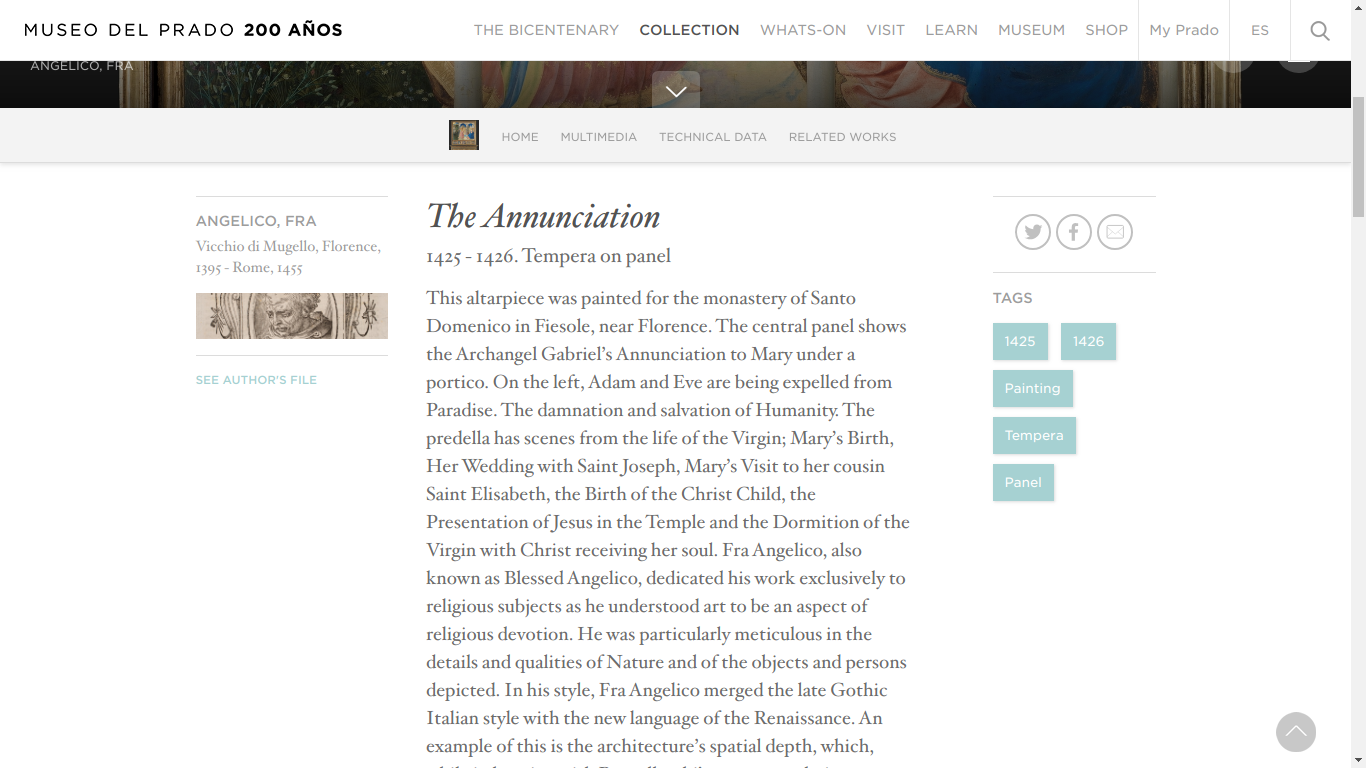 MUSEO DEL PRADO 200 AÑOS
THE BICENTENARY COLLECTION WHATS-ON VISIT LEARN MUSEUM SHOP My Prado ES
ANGELICO, FRA
HOME MULTIMEDIA TECHNICAL DATA RELATED WORKS
ANGELICO, FRA
Vicchio di Mugello, Florence,
1395 - Rome, 1455
SEE AUTHOR'S FILE
The Annunciation
1425 - 1426. Tempera on panel
This altarpiece was painted for the monastery of Santo
Domenico in Fiesole, near Florence. The central panel shows
the Archangel Gabriel’s Annunciation to Mary under a
portico. On the left, Adam and Eve are being expelled from
Paradise. The damnation and salvation of Humanity. The
predella has scenes from the life of the Virgin; Mary’s Birth,
Her Wedding with Saint Joseph, Mary’s Visit to her cousin
Saint Elisabeth, the Birth of the Christ Child, the
Presentation of Jesus in the Temple and the Dormition of the
Virgin with Christ receiving her soul. Fra Angelico, also
known as Blessed Angelico, dedicated his work exclusively to
religious subjects as he understood art to be an aspect of
religious devotion. He was particularly meticulous in the
details and qualities of Nature and of the objects and persons
depicted. In his style, Fra Angelico merged the late Gothic
Italian style with the new language of the Renaissance. An
example of this is the architecture’s spatial depth, which,
TAGS
1425 1426
Painting
Tempera
Panel